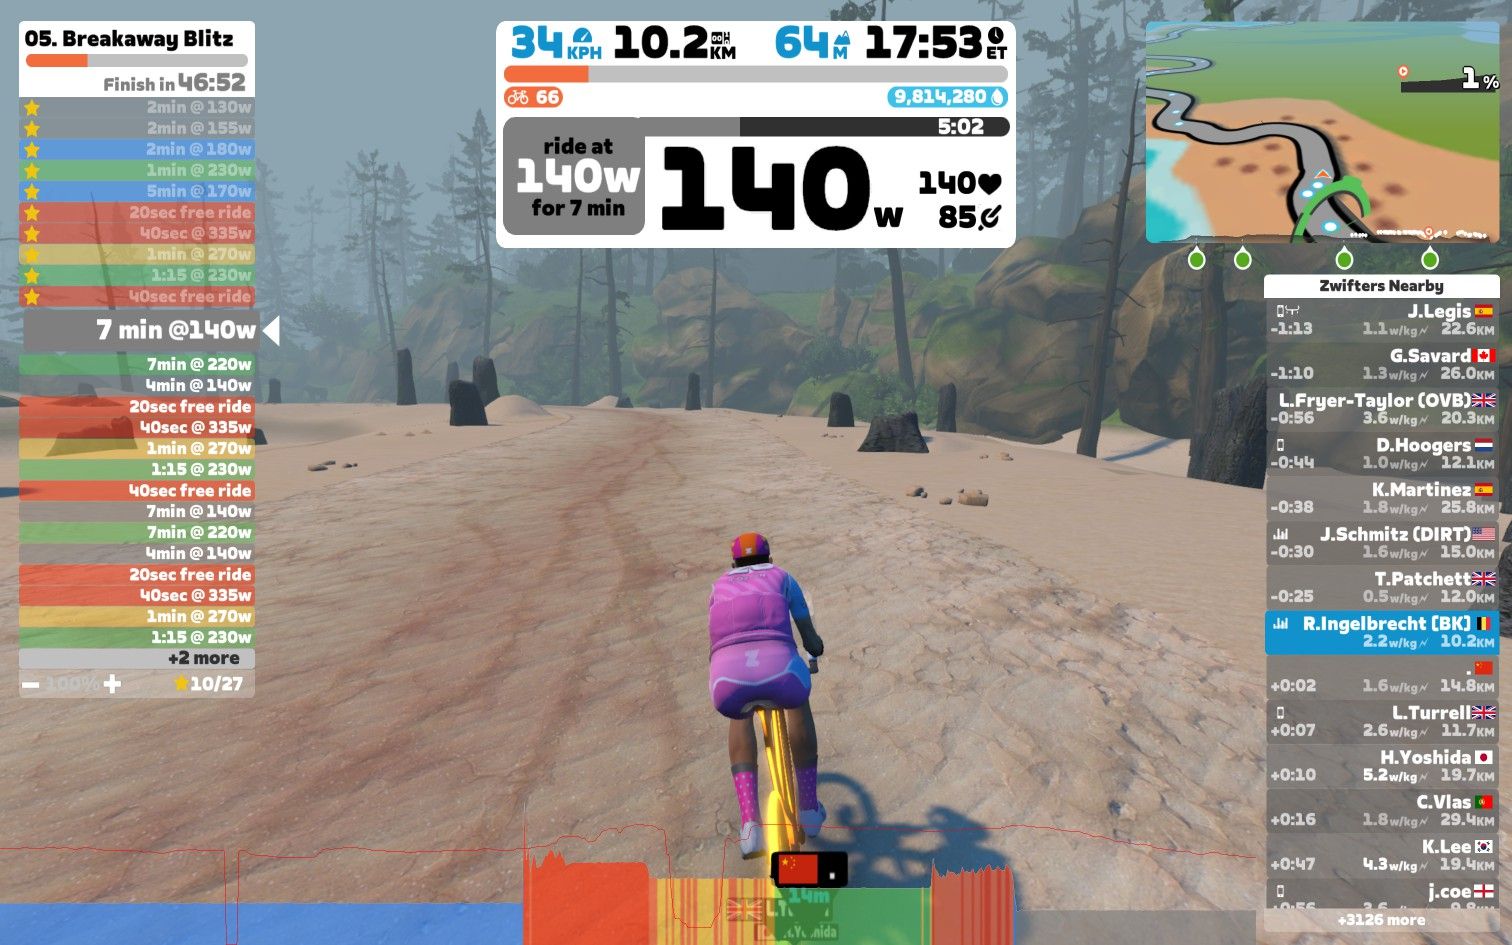 05. Breakaway Blitz
Finish in 46:52
2min @ 130w
2min @ 155w
2min @ 180w
1min @ 230w
5min @ 170w
20sec free ride
40sec @ 335w
1min @ 270w
1:15 @ 230w
40sec free ride
7 min @140w
7min @ 220w
4min @ 140w
20sec free ride
40sec @ 335w
1min @ 270w
1:15 @ 230w
40sec free ride
7min @ 140w
7min @ 220w
4min @ 140w
20sec free ride
40sec @ 335w
1min @ 270w
1:15 @ 230w
+2 more
100% 10/27
34 KPH 10.2 KM 64 M 17:53 ET
66 9,814,280
5:02
ride at
140w
for 7 min
140 w
140
85
1 %
Zwifters Nearby
J.Legis
-1:13 1.1w/kg 22.6KM
G.Savard
-1:10 1.3w/kg 26.0KM
L.Fryer-Taylor (OVB)
-0:56 3.6w/kg 20.3KM
D.Hoogers
-0:44 1.0w/kg 12.1KM
K.Martinez
-0:38 1.8w/kg 25.8KM
J.Schmitz (DIRT)
-0:30 1.6w/kg 15.0KM
T.Patchett
-0:25 0.5w/kg 12.0KM
R.Ingelbrecht [BK]
2.2w/kg 10.2KM
.
+0:02 1.6w/kg 14.8KM
L.Turrell
+0:07 2.6w/kg 11.7KM
H.Yoshida
+0:10 5.2w/kg 19.7KM
C.Vlas
+0:16 1.8w/kg 29.4KM
K.Lee
+0:47 4.3w/kg 19.4KM
j.coe
+3126 more
14m